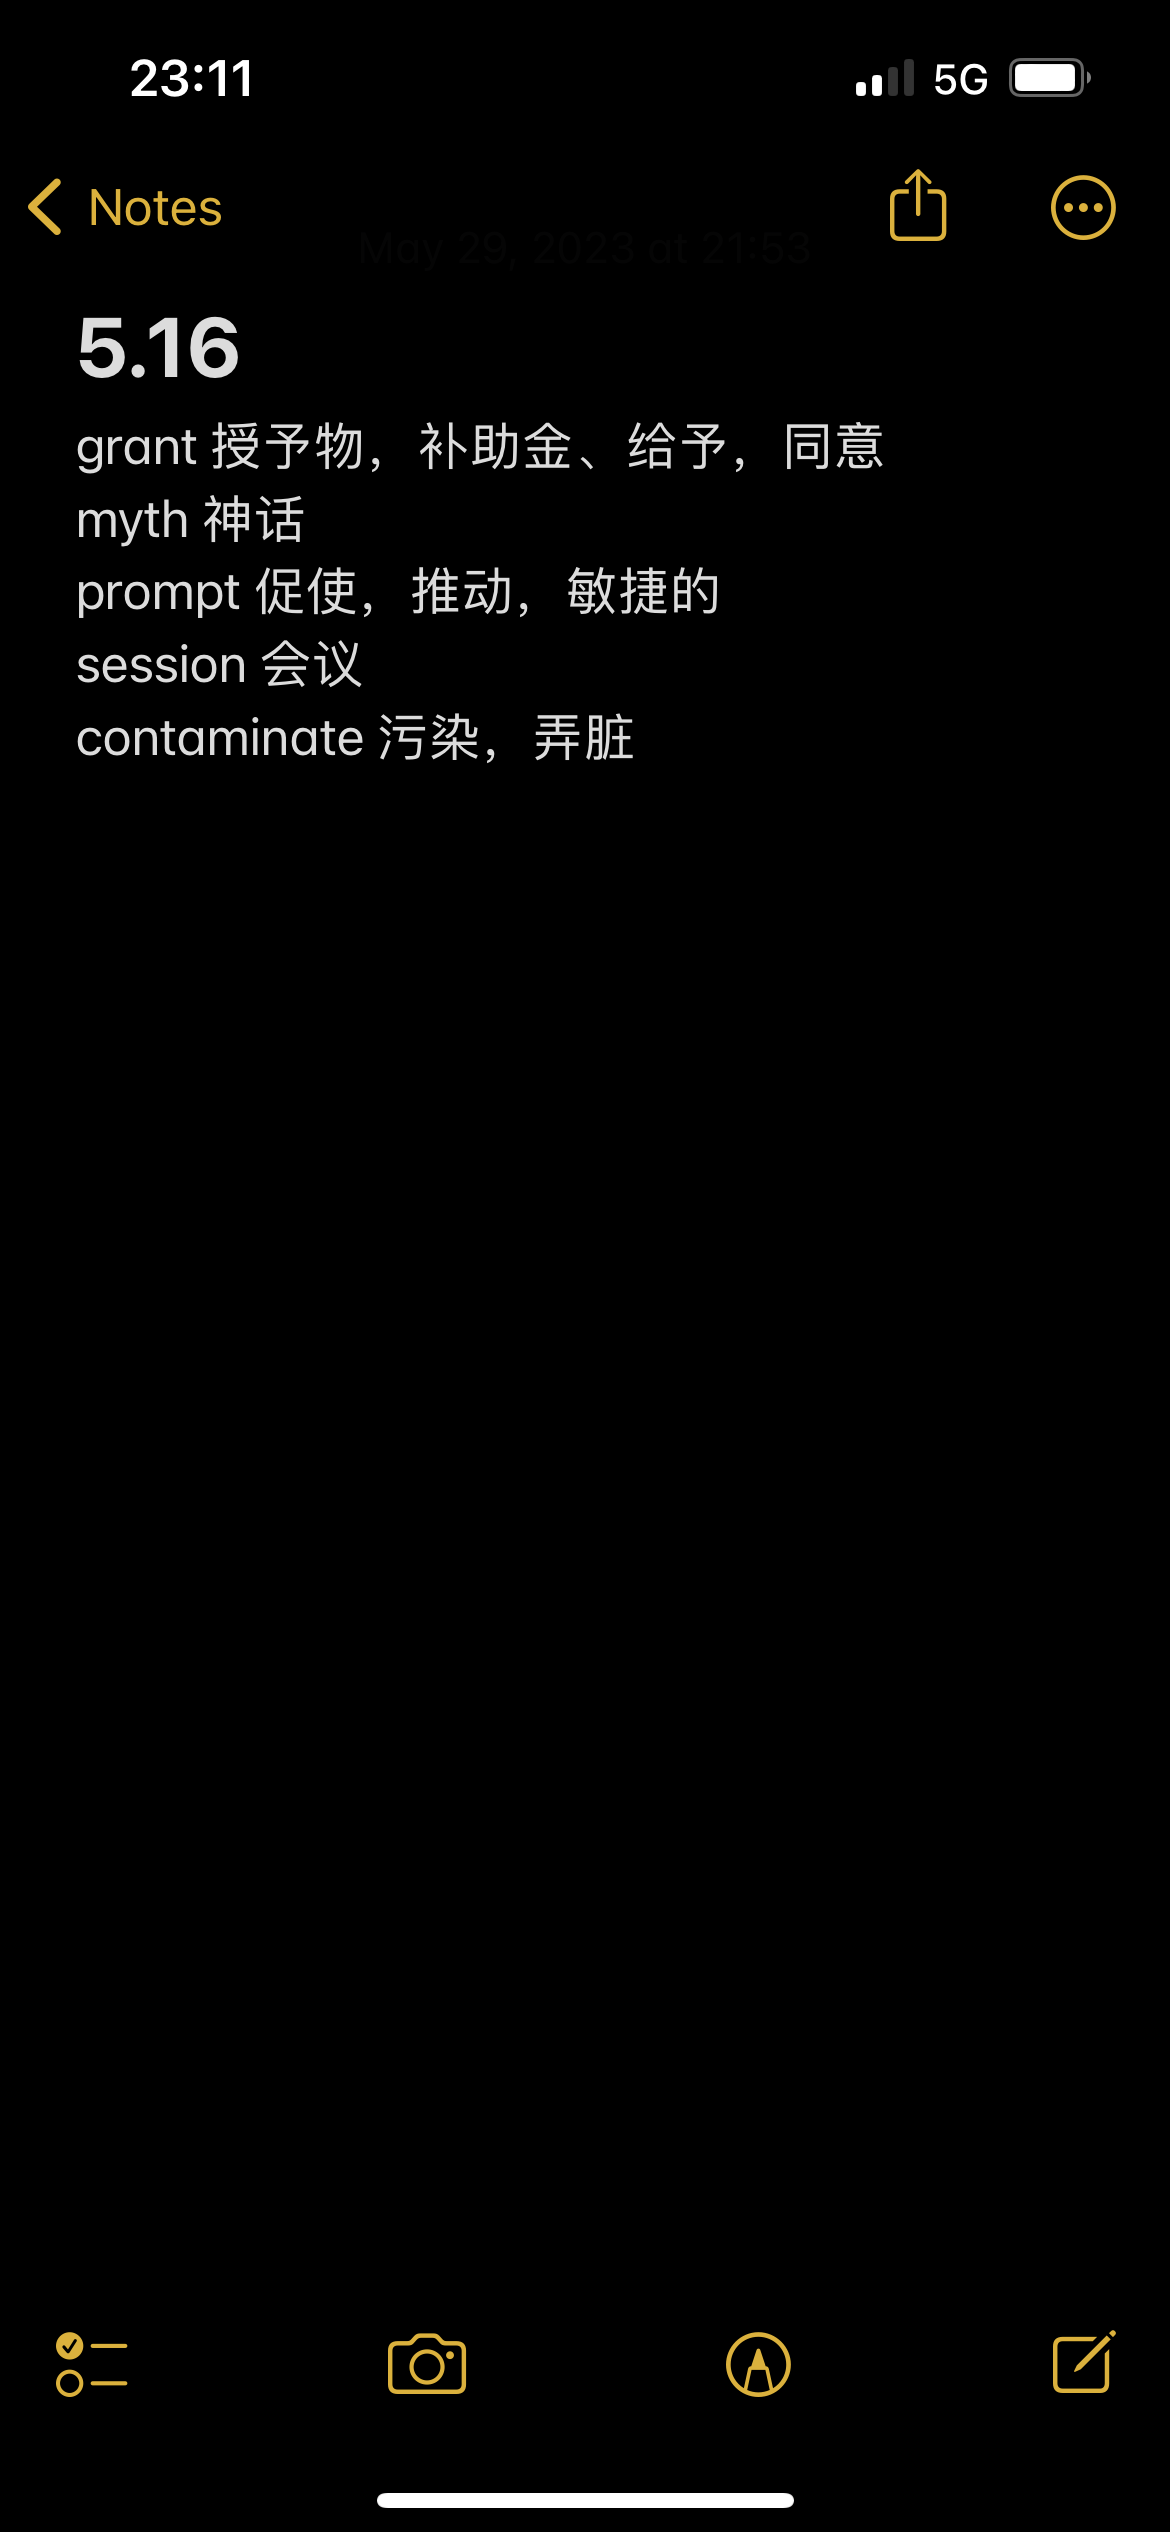 23:11 5G
Notes
May 29, 2023 at 21:53
5.16
grant 授予物，补助金、给予，同意
myth 神话
prompt 促使，推动，敏捷的
session 会议
contaminate 污染，弄脏